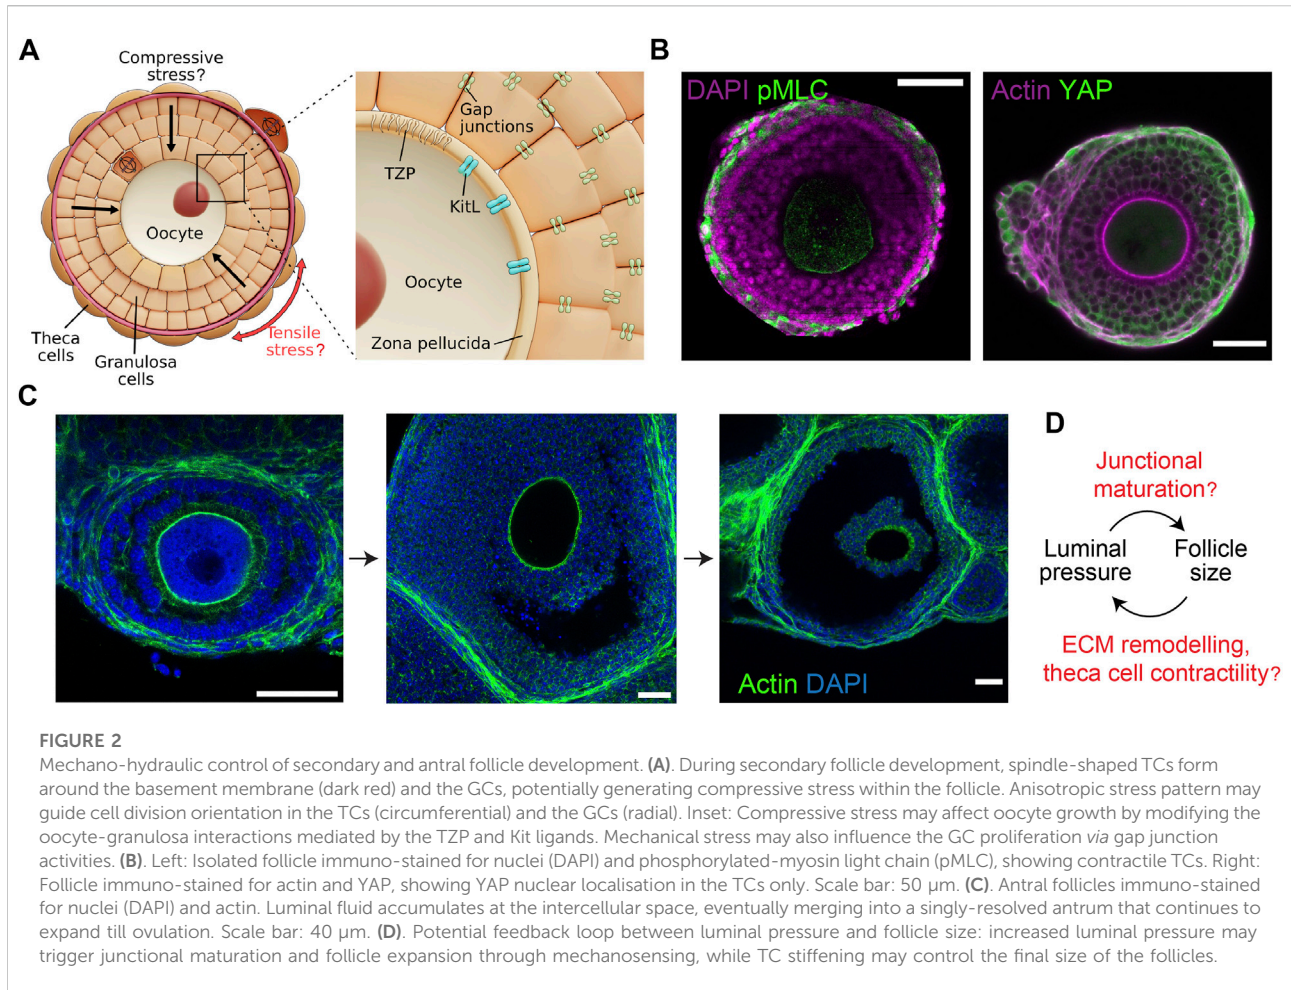 A
Compressive
stress?
Oocyte
Theca
cells
Granulosa
cells
Tensile
stress?
Gap
junctions
TZP
KitL
Oocyte
Zona pellucida
B
DAPI pMLC
Actin YAP
C
Actin DAPI
D
Junctional
maturation?
Luminal
pressure
Follicle
size
ECM remodelling,
theca cell contractility?
FIGURE 2
Mechano-hydraulic control of secondary and antral follicle development. (A). During secondary follicle development, spindle-shaped TCs form
around the basement membrane (dark red) and the GCs, potentially generating compressive stress within the follicle. Anisotropic stress pattern may
guide cell division orientation in the TCs (circumferential) and the GCs (radial). Inset: Compressive stress may affect oocyte growth by modifying the
oocyte-granulosa interactions mediated by the TZP and Kit ligands. Mechanical stress may also influence the GC proliferation via gap junction
activities. (B). Left: Isolated follicle immuno-stained for nuclei (DAPI) and phosphorylated-myosin light chain (pMLC), showing contractile TCs. Right:
Follicle immuno-stained for actin and YAP, showing YAP nuclear localisation in the TCs only. Scale bar: 50 µm. (C). Antral follicles immuno-stained
for nuclei (DAPI) and actin. Luminal fluid accumulates at the intercellular space, eventually merging into a singly-resolved antrum that continues to
expand till ovulation. Scale bar: 40 µm. (D). Potential feedback loop between luminal pressure and follicle size: increased luminal pressure may
trigger junctional maturation and follicle expansion through mechanosensing, while TC stiffening may control the final size of the follicles.